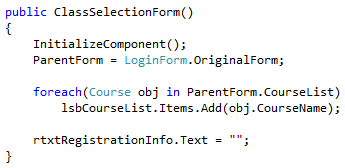 public ClassSelectionForm()
{
    InitializeComponent();
    ParentForm = LoginForm.OriginalForm;

    foreach(Course obj in ParentForm.CourseList)
        lsbCourseList.Items.Add(obj.CourseName);

    rtxtRegistrationInfo.Text = "";
}